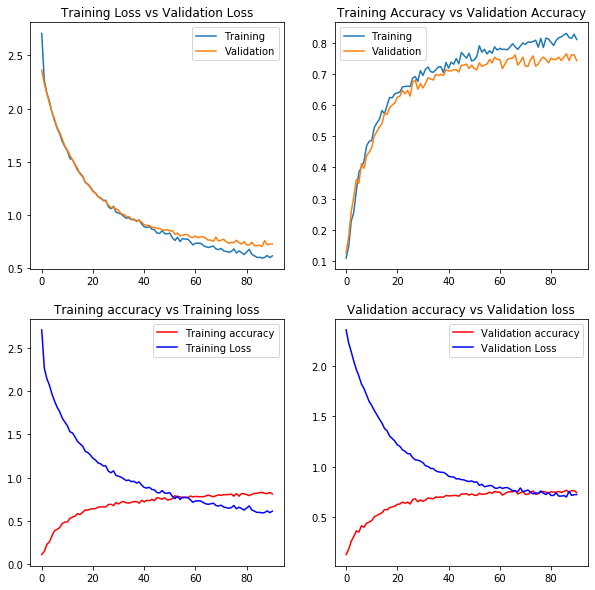 Training Loss vs Validation Loss
Training
Validation
2.5
2.0
1.5
1.0
0.5
0 20 40 60 80
Training Accuracy vs Validation Accuracy
Training
Validation
0.8
0.7
0.6
0.5
0.4
0.3
0.2
0.1
0 20 40 60 80
Training accuracy vs Training loss
Training accuracy
Training Loss
2.5
2.0
1.5
1.0
0.5
0.0
0 20 40 60 80
Validation accuracy vs Validation loss
Validation accuracy
Validation Loss
2.0
1.5
1.0
0.5
0 20 40 60 80